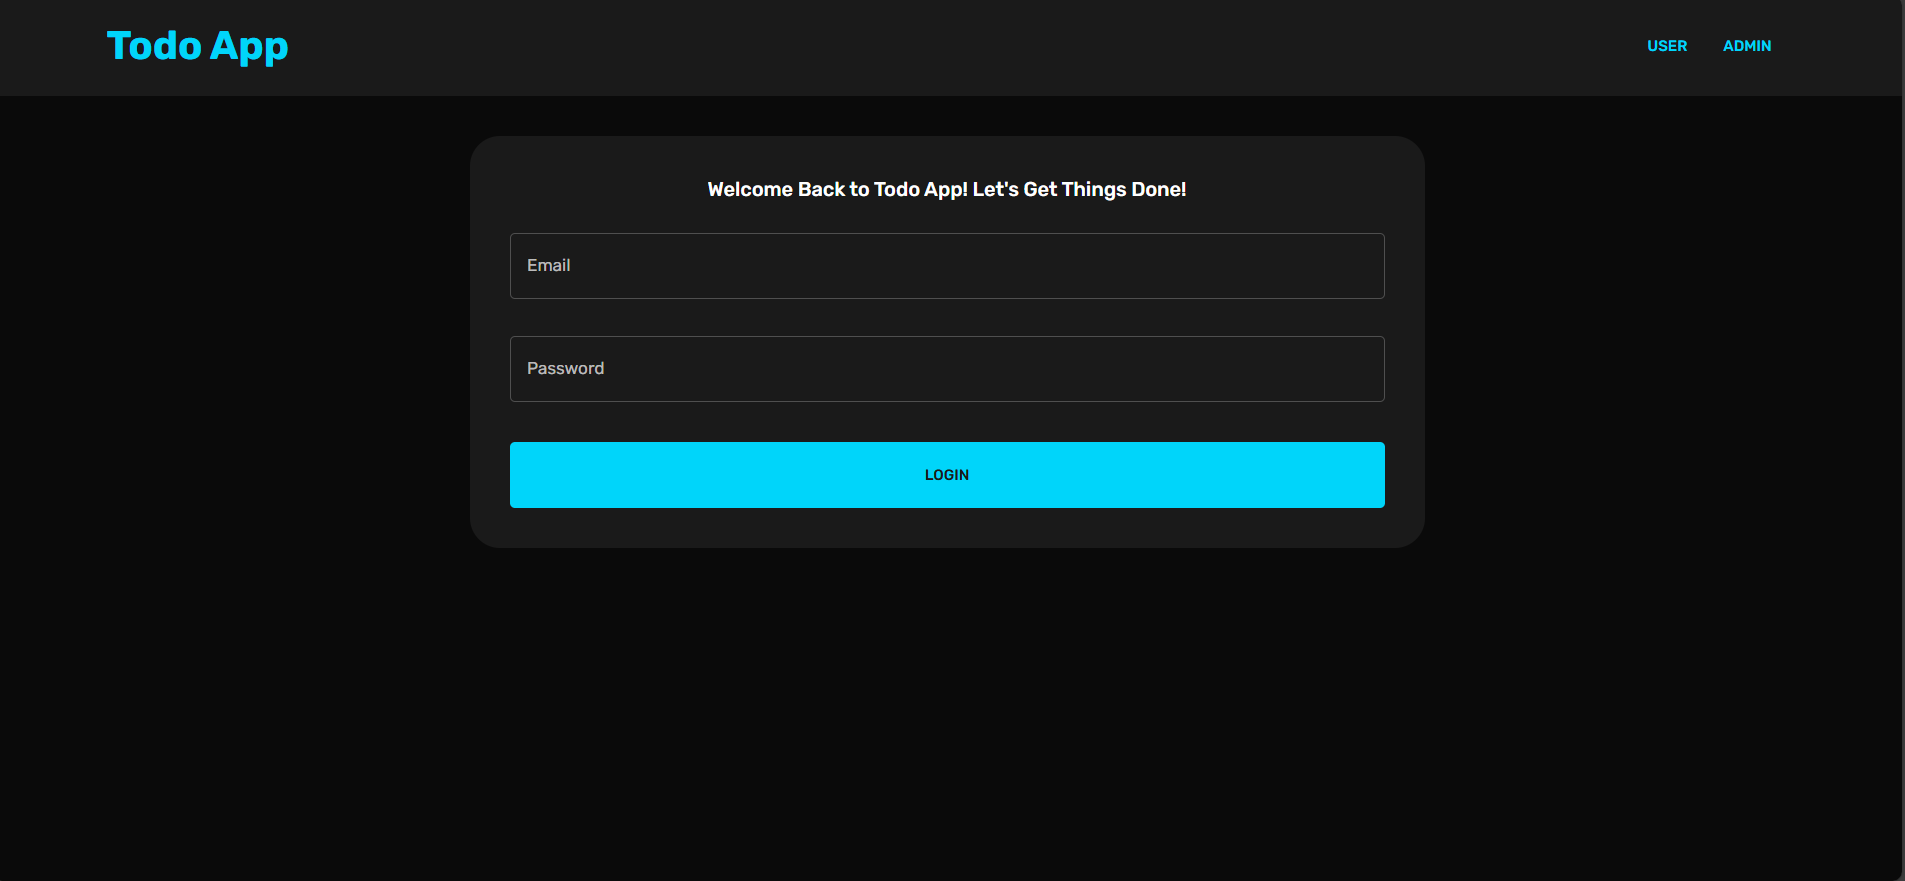 Todo App
USER
ADMIN
Welcome Back to Todo App! Let's Get Things Done!
Email
Password
LOGIN